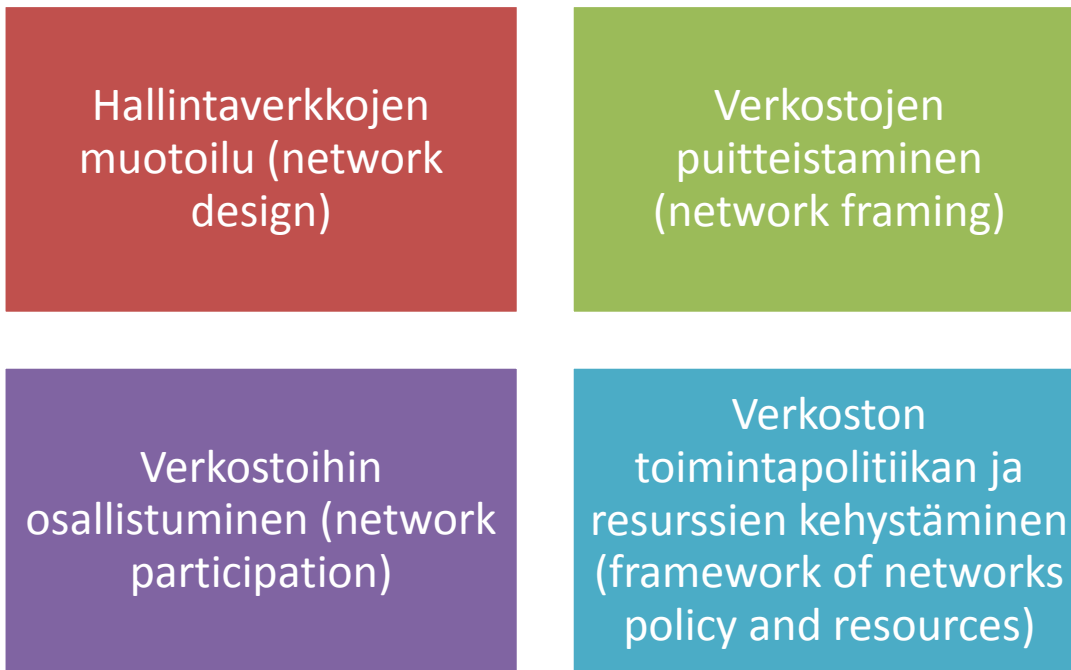 Hallintaverkkojen
muotoilu (network
design)
Verkostojen
puitteistaminen
(network framing)
Verkostoihin
osallistuminen (network
participation)
Verkoston
toimintapolitiikan ja
resurssien kehystäminen
(framework of networks
policy and resources)